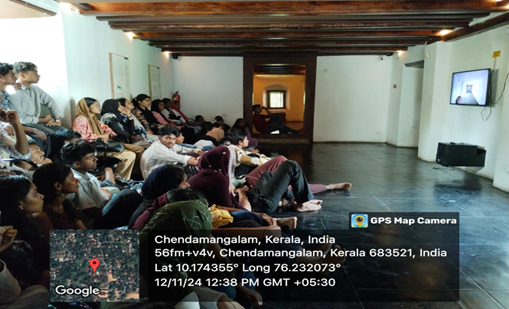 GPS Map Camera
Chendamangalam, Kerala, India
56fm+v4v, Chendamangalam, Kerala 683521, India
Lat 10.174355° Long 76.232073°
12/11/24 12:38 PM GMT +05:30
Google